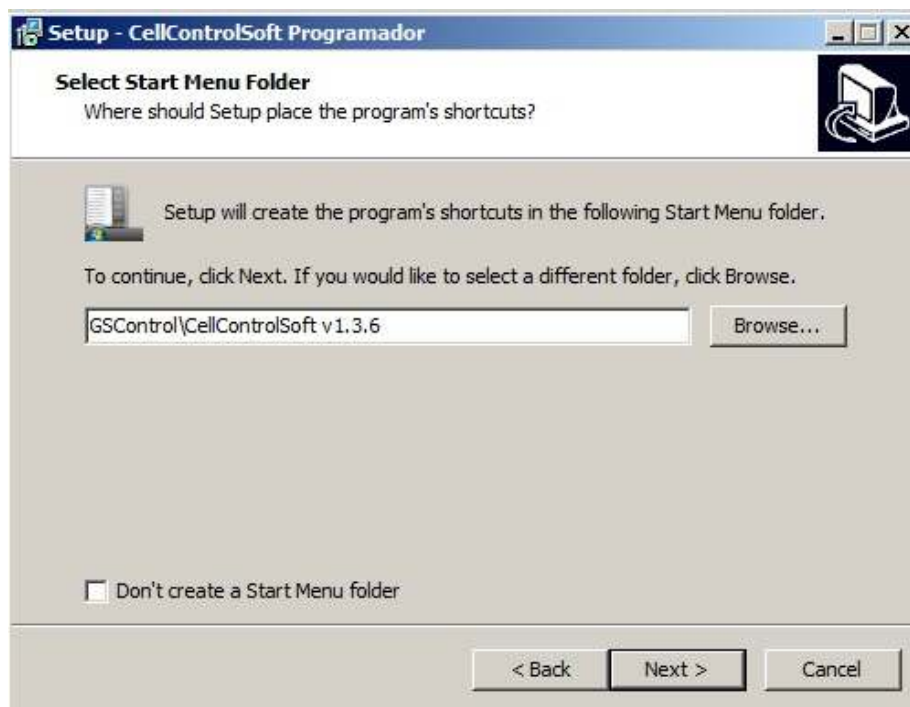 Setup - CellControlSoft Programador
Select Start Menu Folder
Where should Setup place the program's shortcuts?
Setup will create the program's shortcuts in the following Start Menu folder.
To continue, click Next. If you would like to select a different folder, click Browse.
GSControl\CellControlSoft v1.3.6
Browse...
Don't create a Start Menu folder
< Back
Next >
Cancel